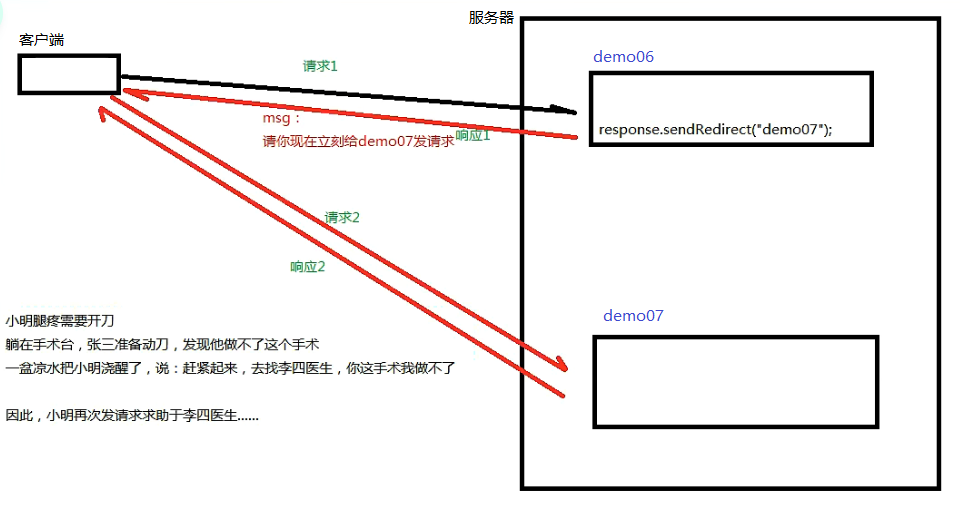 服务器
客户端
demo06
请求1
response.sendRedirect("demo07");
msg：
请你现在立刻给demo07发请求
响应1
请求2
响应2
demo07
小明腿疼需要开刀
躺在手术台，张三准备动刀，发现他做不了这个手术
一盆凉水把小明浇醒了，说：赶紧起来，去找李四医生，你这手术我做不了
因此，小明再次发请求求助于李四医生......